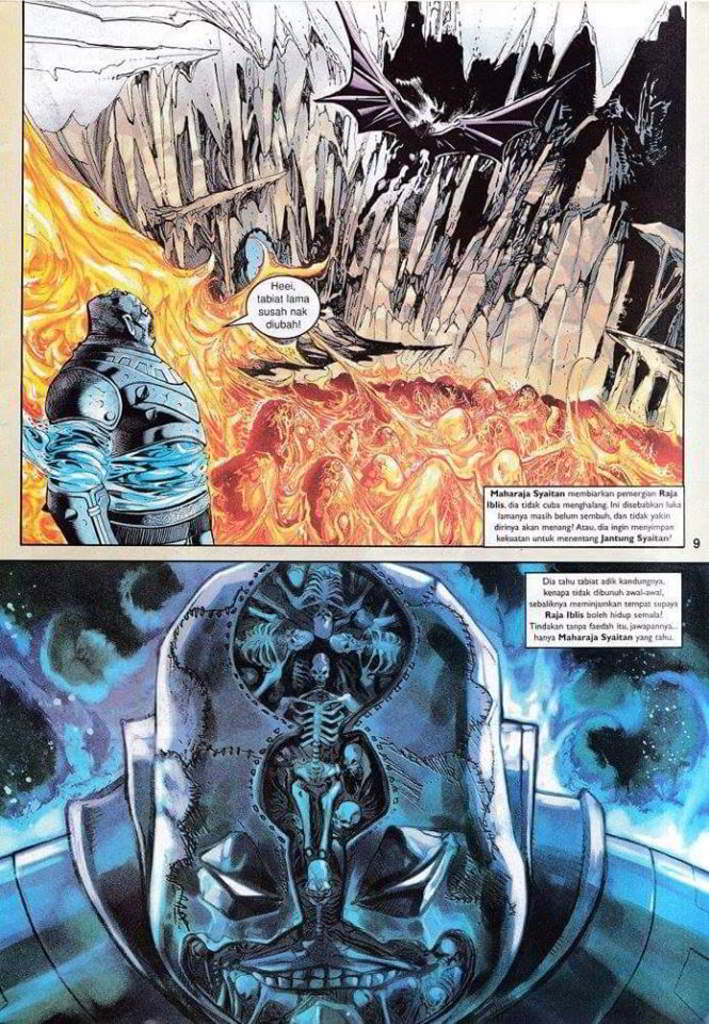 Heei,
tabiat lama
susah nak
diubah!
Maharaja Syaitan membiarkan pemergian Raja
Iblis, dia tidak cuba menghalang. Ini disebabkan luka
lamanya masih belum sembuh, dan tidak yakin
dirinya akan menang? Atau, dia ingin menyimpan
kekuatan untuk menentang Jantung Syaitan?
9
Dia tahu tabiat adik kandungnya,
kenapa tidak dibunuh awal-awal,
sebaliknya meminjamkan tempat supaya
Raja Iblis boleh hidup semula?
Tindakan tanpa faedah itu, jawapannya...
hanya Maharaja Syaitan yang tahu.